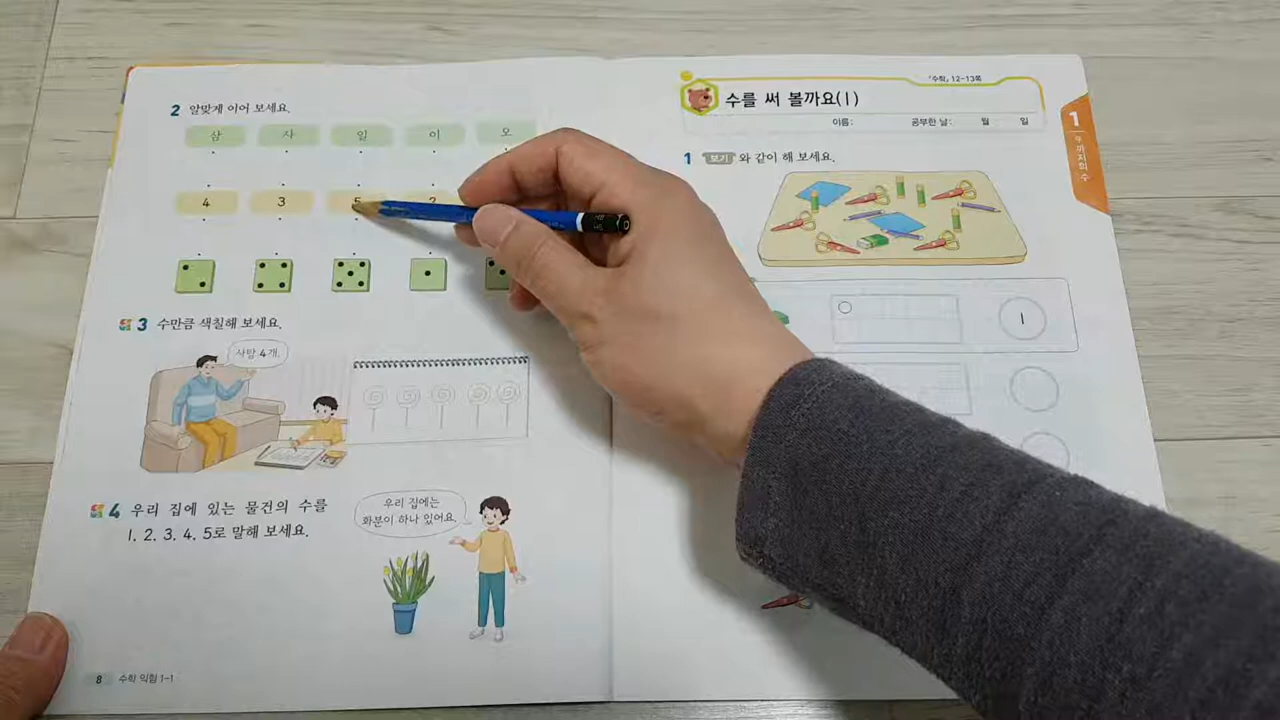 2 알맞게 이어 보세요.
삼 사 일 이 오
4 3 5 2
3 수만큼 색칠해 보세요.
사탕 4개.
4 우리 집에 있는 물건의 수를
1, 2, 3, 4, 5로 말해 보세요.
우리 집에는
화분이 하나 있어요.
8 수학 익힘 1-1
「수학」 12~13쪽
수를 써 볼까요(1)
이름: 공부한 날: 월 일
1 보기 와 같이 해 보세요.
1
1